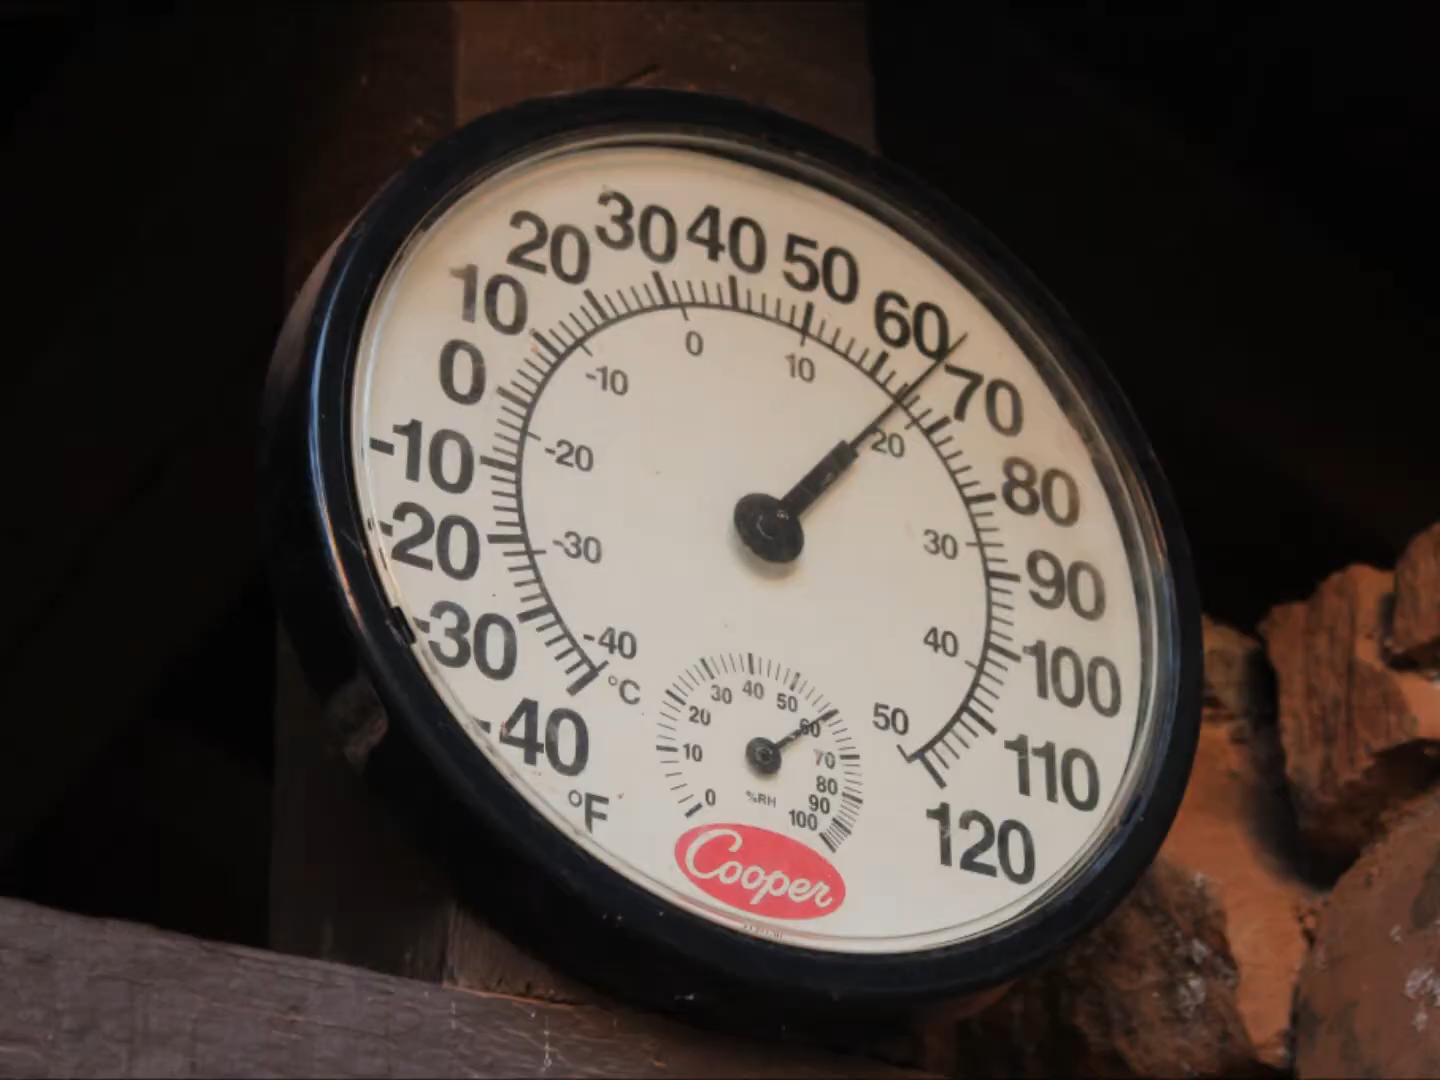 -40 -30 -20 -10 0 10 20 30 40 50 60 70 80 90 100 110 120
°F
-40 -30 -20 -10 0 10 20 30 40 50
°C
0 10 20 30 40 50 60 70 80 90 100
%RH
Cooper